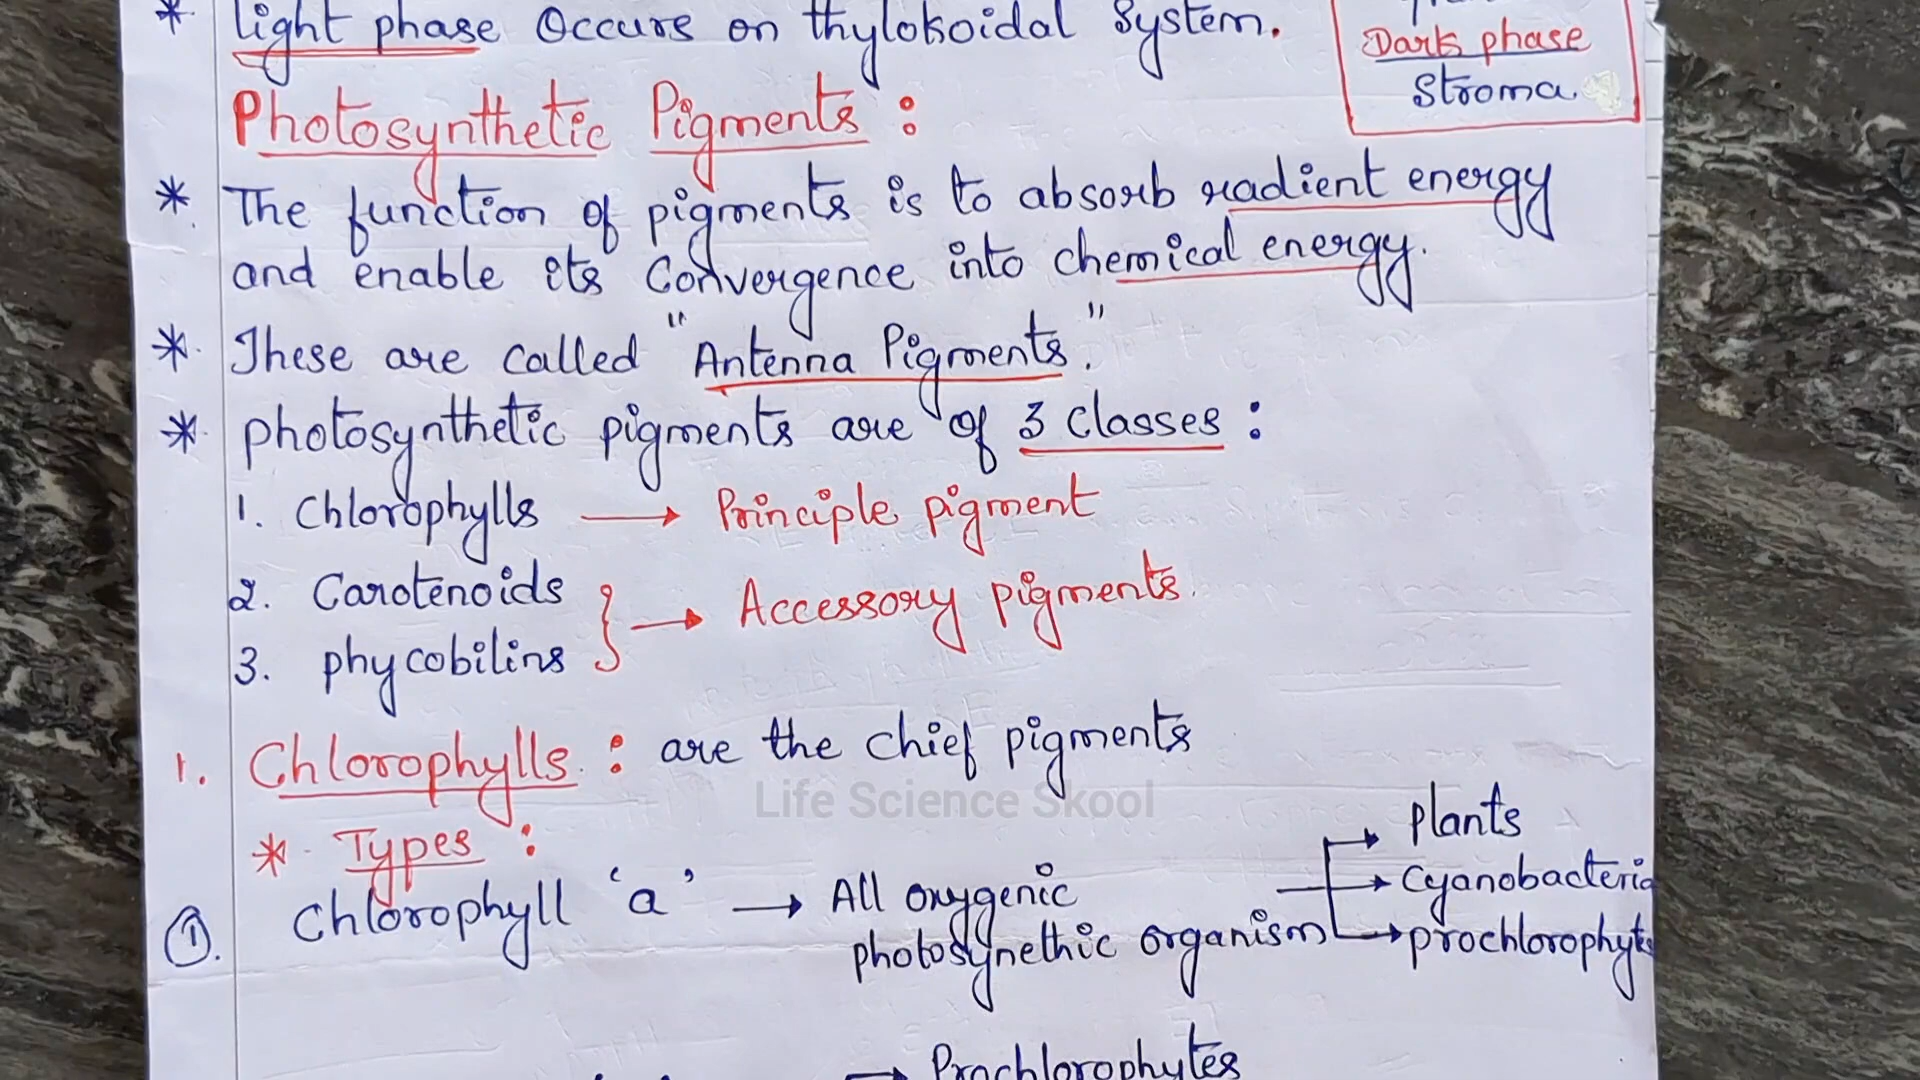 * light phase Occurs on thylokoidal System.
Dark phase
Stroma.
Photosynthetic Pigments :
* The function of pigments is to absorb radient energy
and enable its Convergence into chemical energy.
* These are called "Antenna Pigments."
* photosynthetic pigments are of 3 classes :
1. Chlorophylls → Principle pigment
2. Carotenoids
3. phycobilins } → Accessory pigments.
1. Chlorophylls : are the chief pigments
Life Science Skool
* Types :
plants
1. Chlorophyll 'a' → All oxygenic → Cyanobacteria
photosynethic organism → prochlorophyte
→ Prochlorophytes